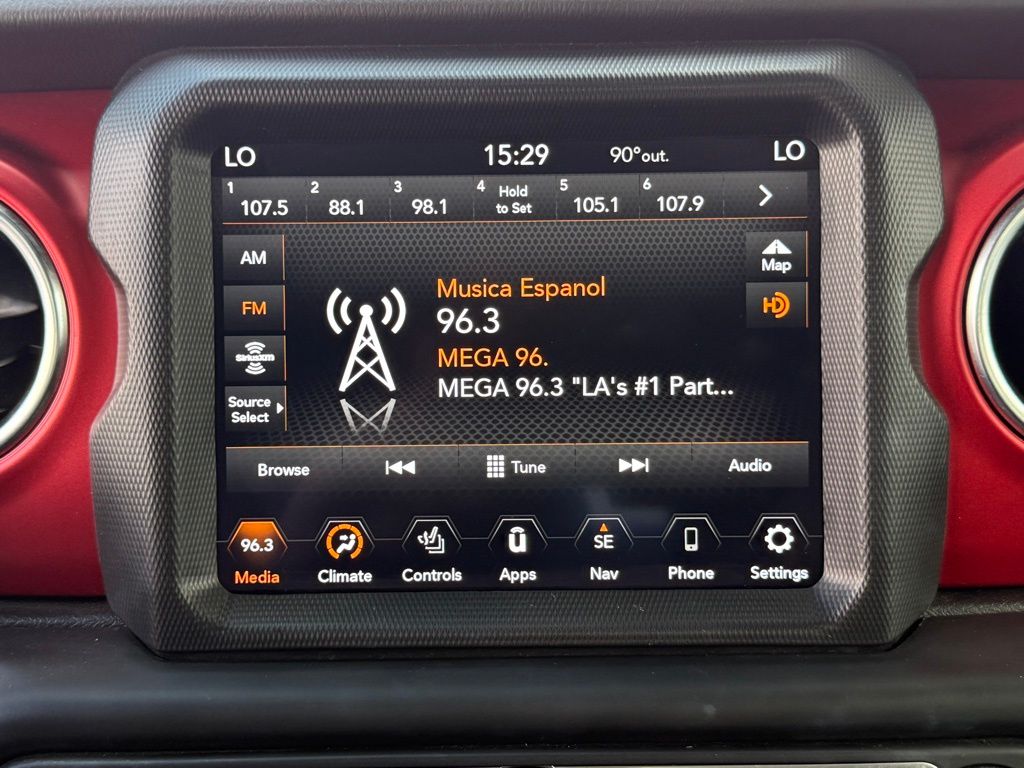 LO 15:29 90°out. LO
1 107.5 2 88.1 3 98.1 4 Hold to Set 5 105.1 6 107.9
AM
Map
FM
HD
Musica Espanol
96.3
MEGA 96.
MEGA 96.3 "LA's #1 Part...
SiriusXM
Source
Select
Browse Tune Audio
96.3 SE
Media Climate Controls Apps Nav Phone Settings